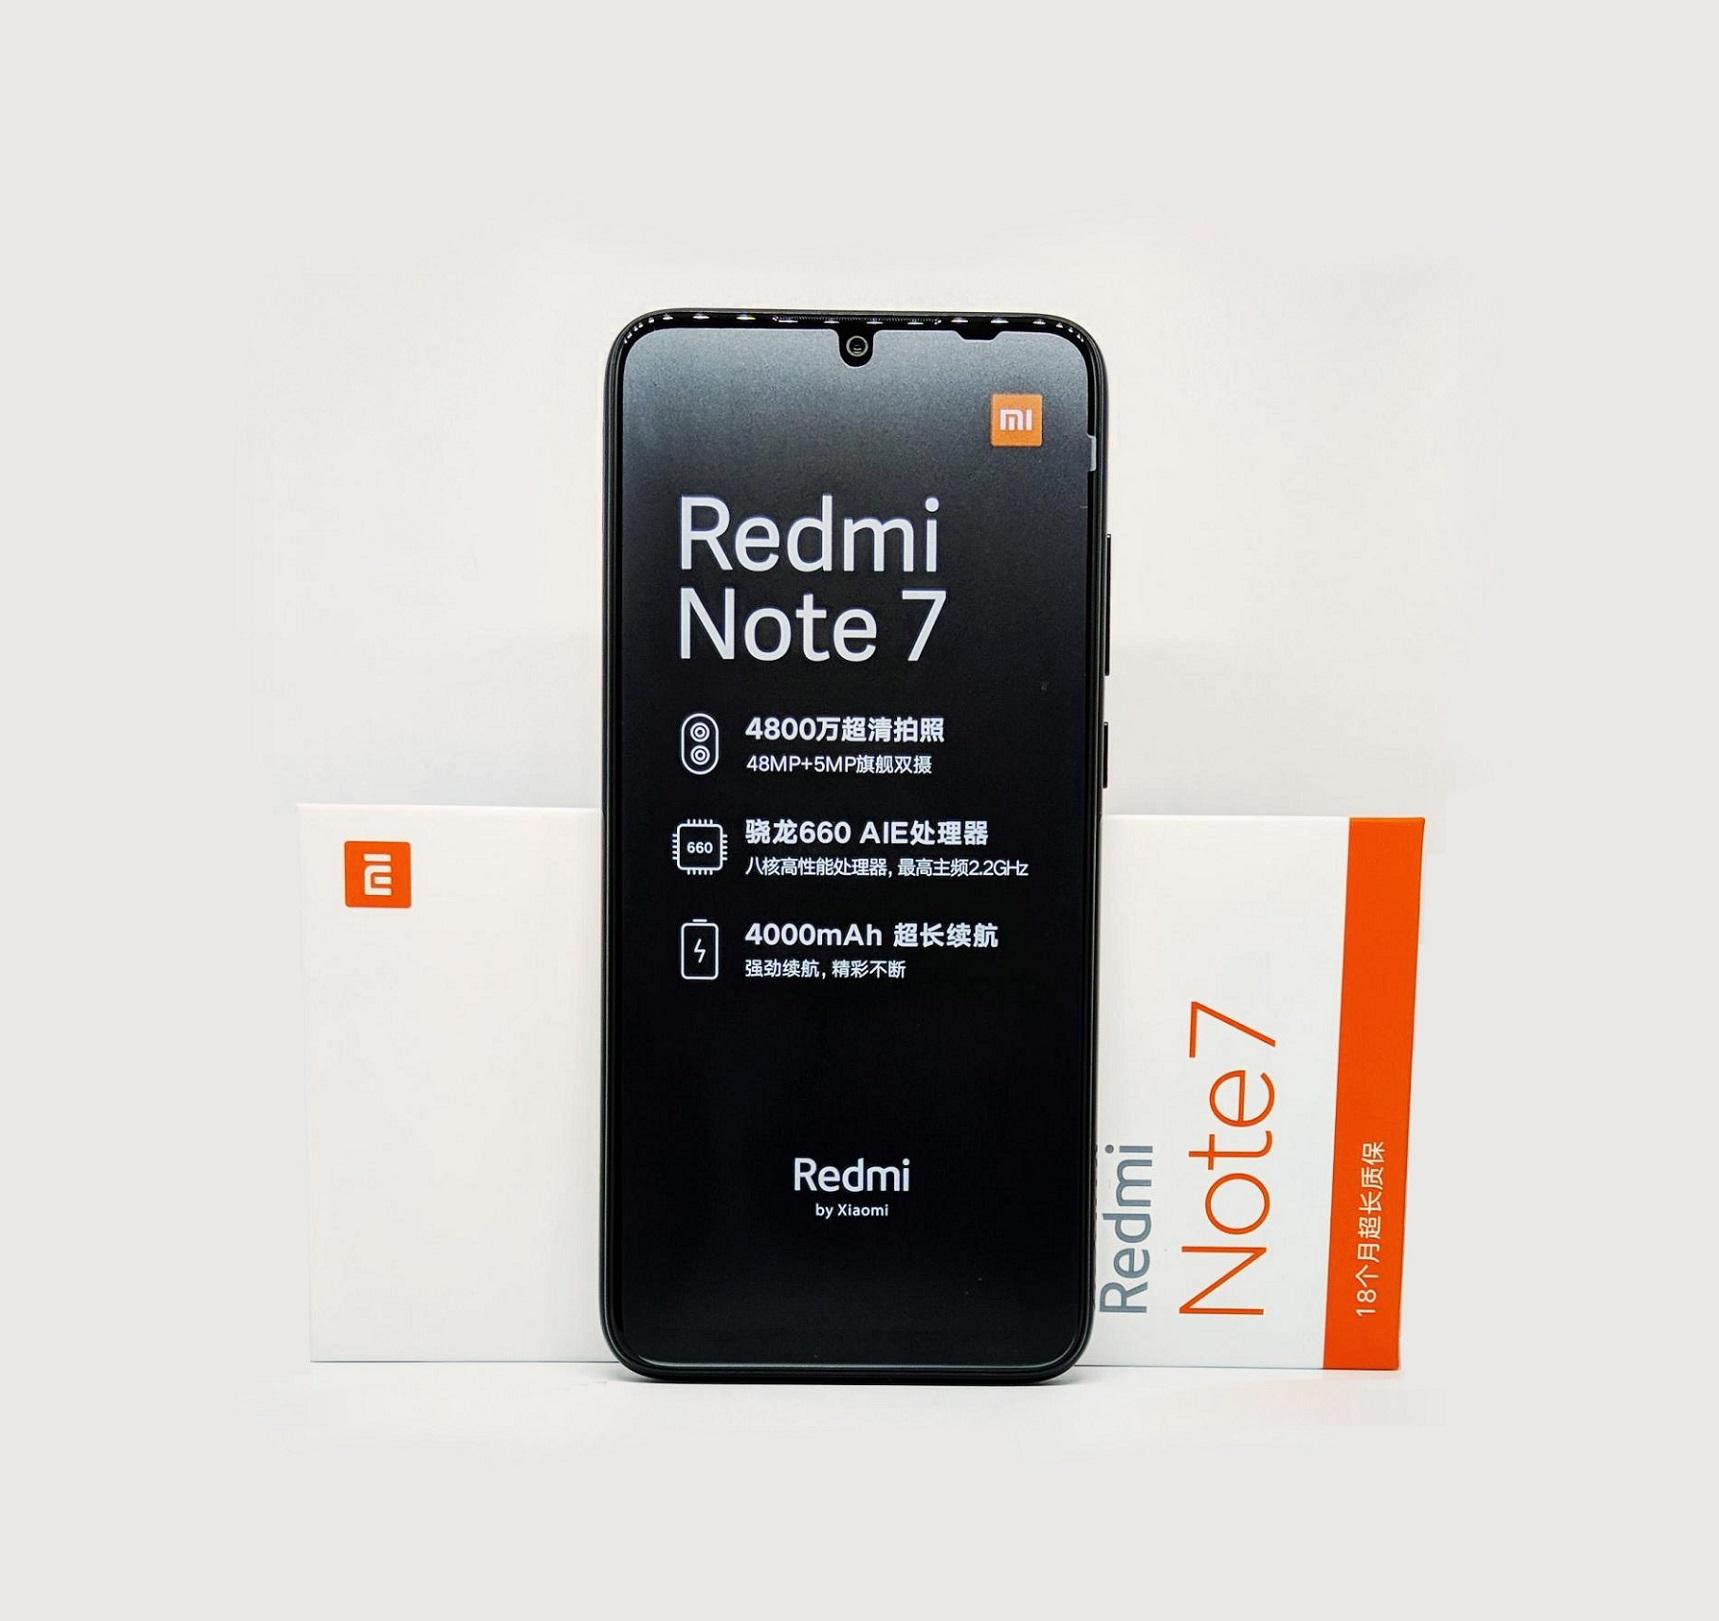 mi
Redmi
Note 7
4800万超清拍照
48MP+5MP旗舰双摄
660
骁龙660 AIE处理器
八核高性能处理器, 最高主频2.2GHz
4000mAh 超长续航
强劲续航, 精彩不断
Redmi
by Xiaomi
mi
Redmi
Note 7
18个月超长质保